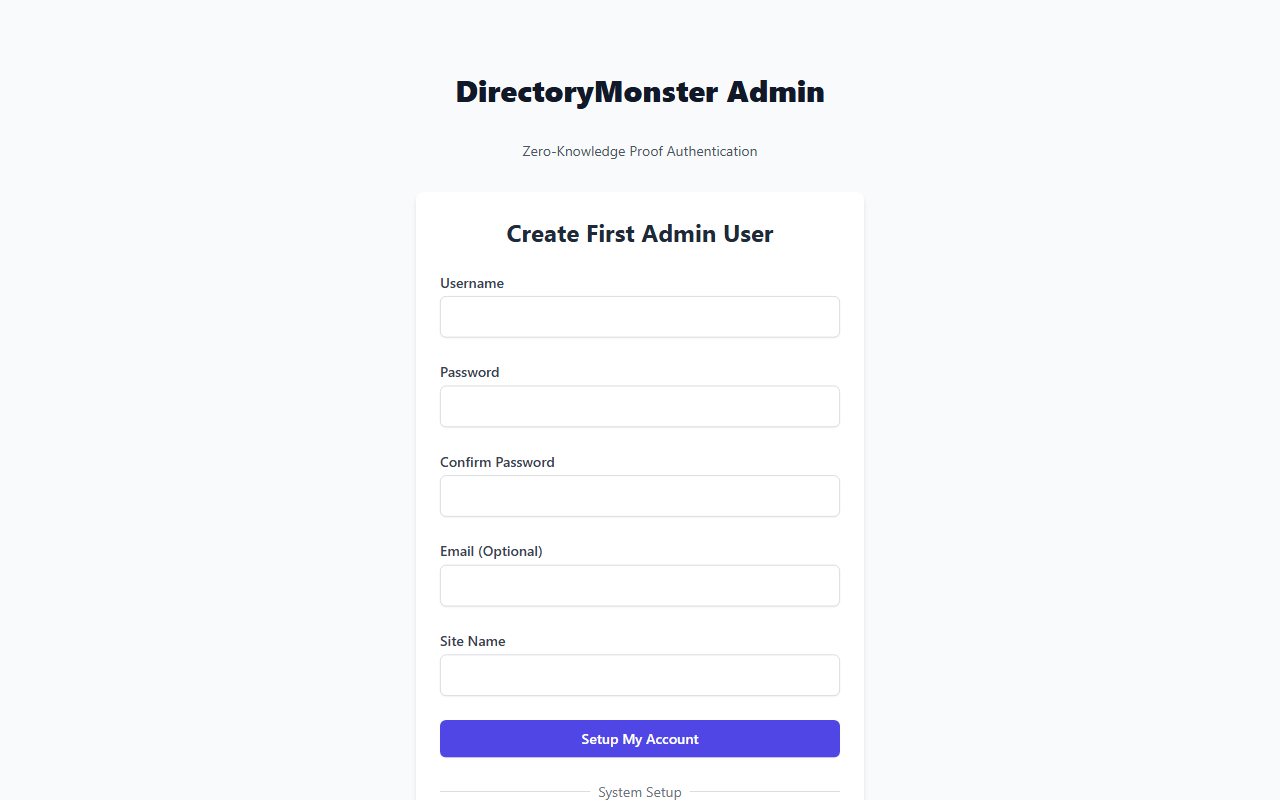 DirectoryMonster Admin
Zero-Knowledge Proof Authentication
Create First Admin User
Username
Password
Confirm Password
Email (Optional)
Site Name
Setup My Account
System Setup